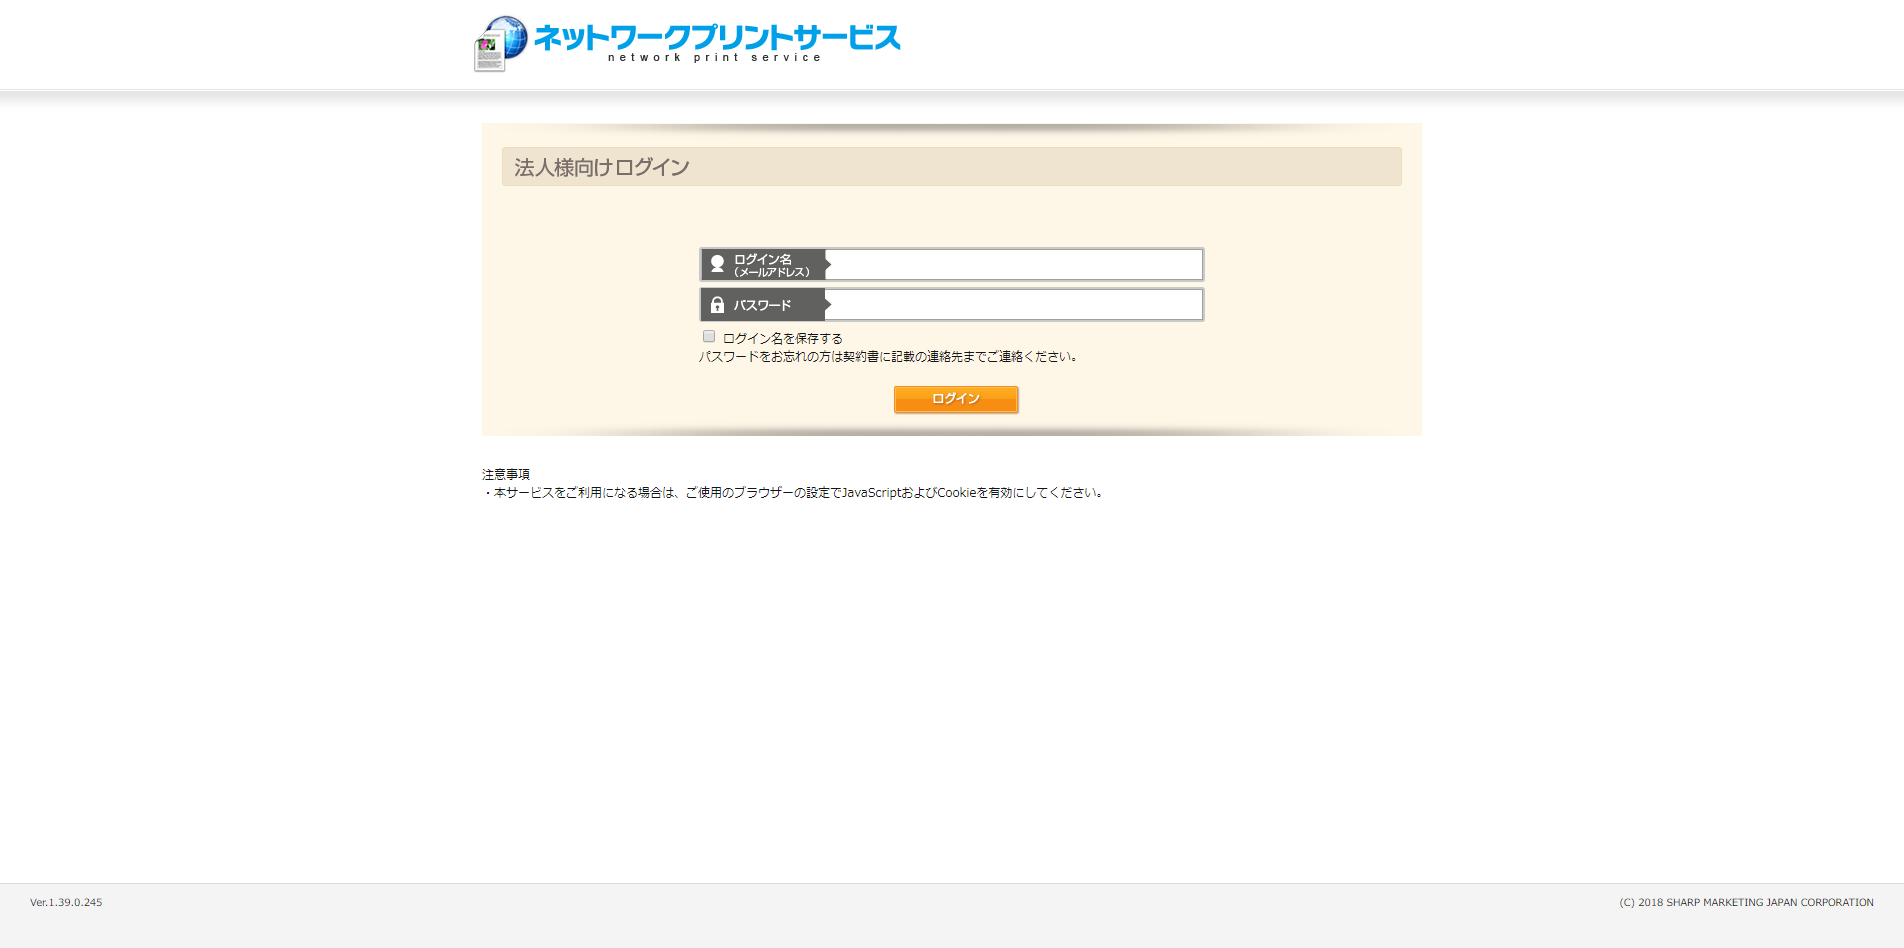 ネットワークプリントサービス
network print service
法人様向けログイン
ログイン名
（メールアドレス）
パスワード
ログイン名を保存する
パスワードをお忘れの方は契約書に記載の連絡先までご連絡ください。
ログイン
注意事項
・本サービスをご利用になる場合は、ご使用のブラウザーの設定でJavaScriptおよびCookieを有効にしてください。
Ver.1.39.0.245
(C) 2018 SHARP MARKETING JAPAN CORPORATION